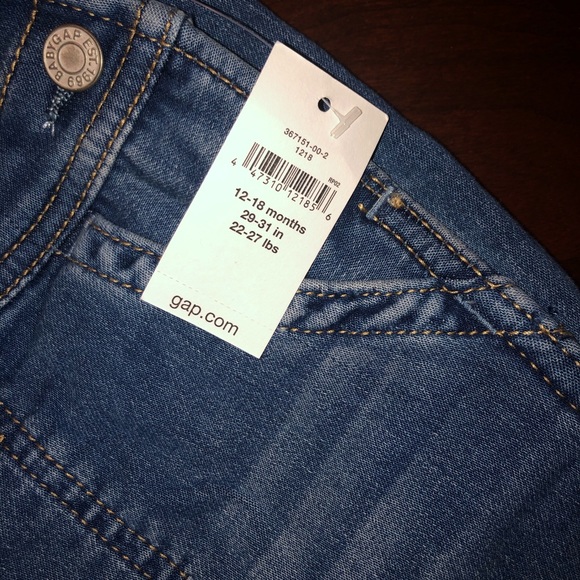 BABYGAP EST. 1969
367151-00-2
1218
RP02
4 47310 12185 6
12-18 months
29-31 in
22-27 lbs
gap.com